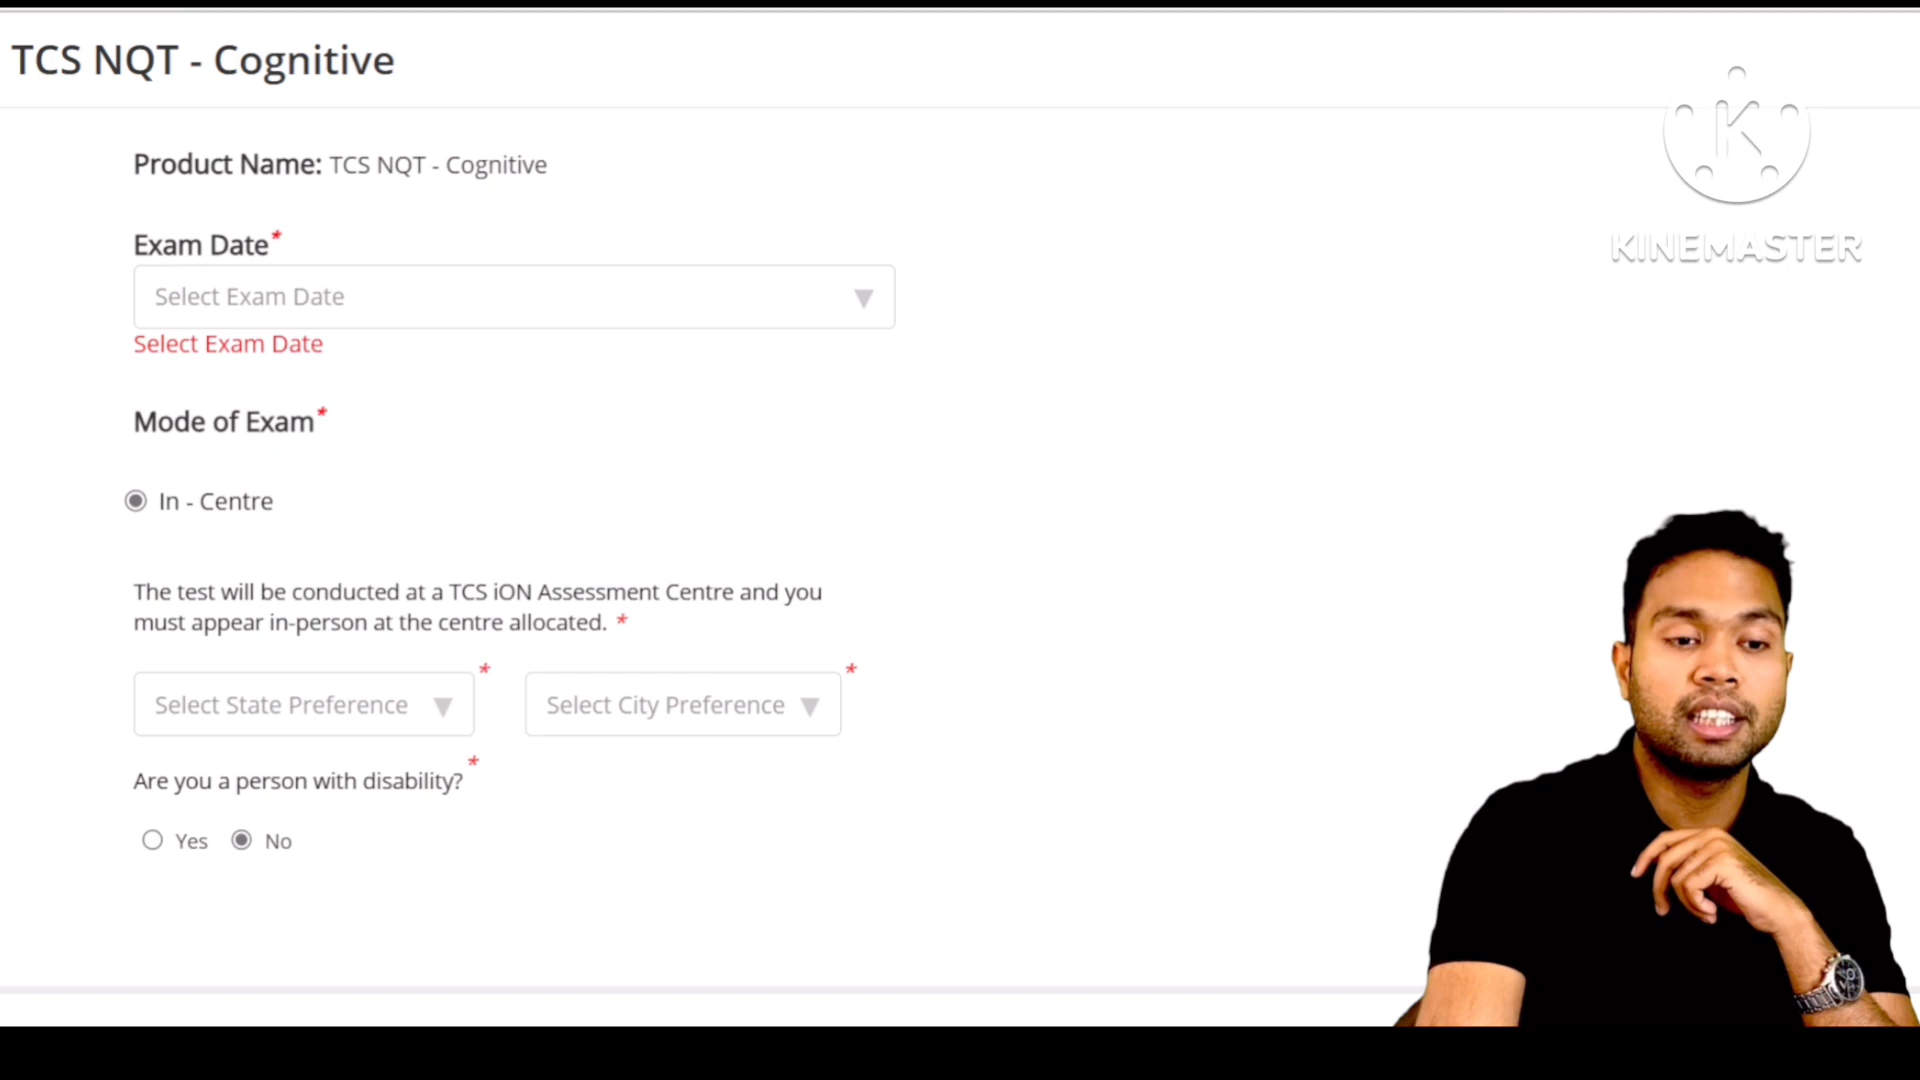 TCS NQT - Cognitive
Product Name: TCS NQT - Cognitive
Exam Date*
Select Exam Date
Select Exam Date
Mode of Exam*
In - Centre
The test will be conducted at a TCS iON Assessment Centre and you
must appear in-person at the centre allocated. *
Select State Preference * Select City Preference *
Are you a person with disability? *
Yes No
K
KINEMASTER